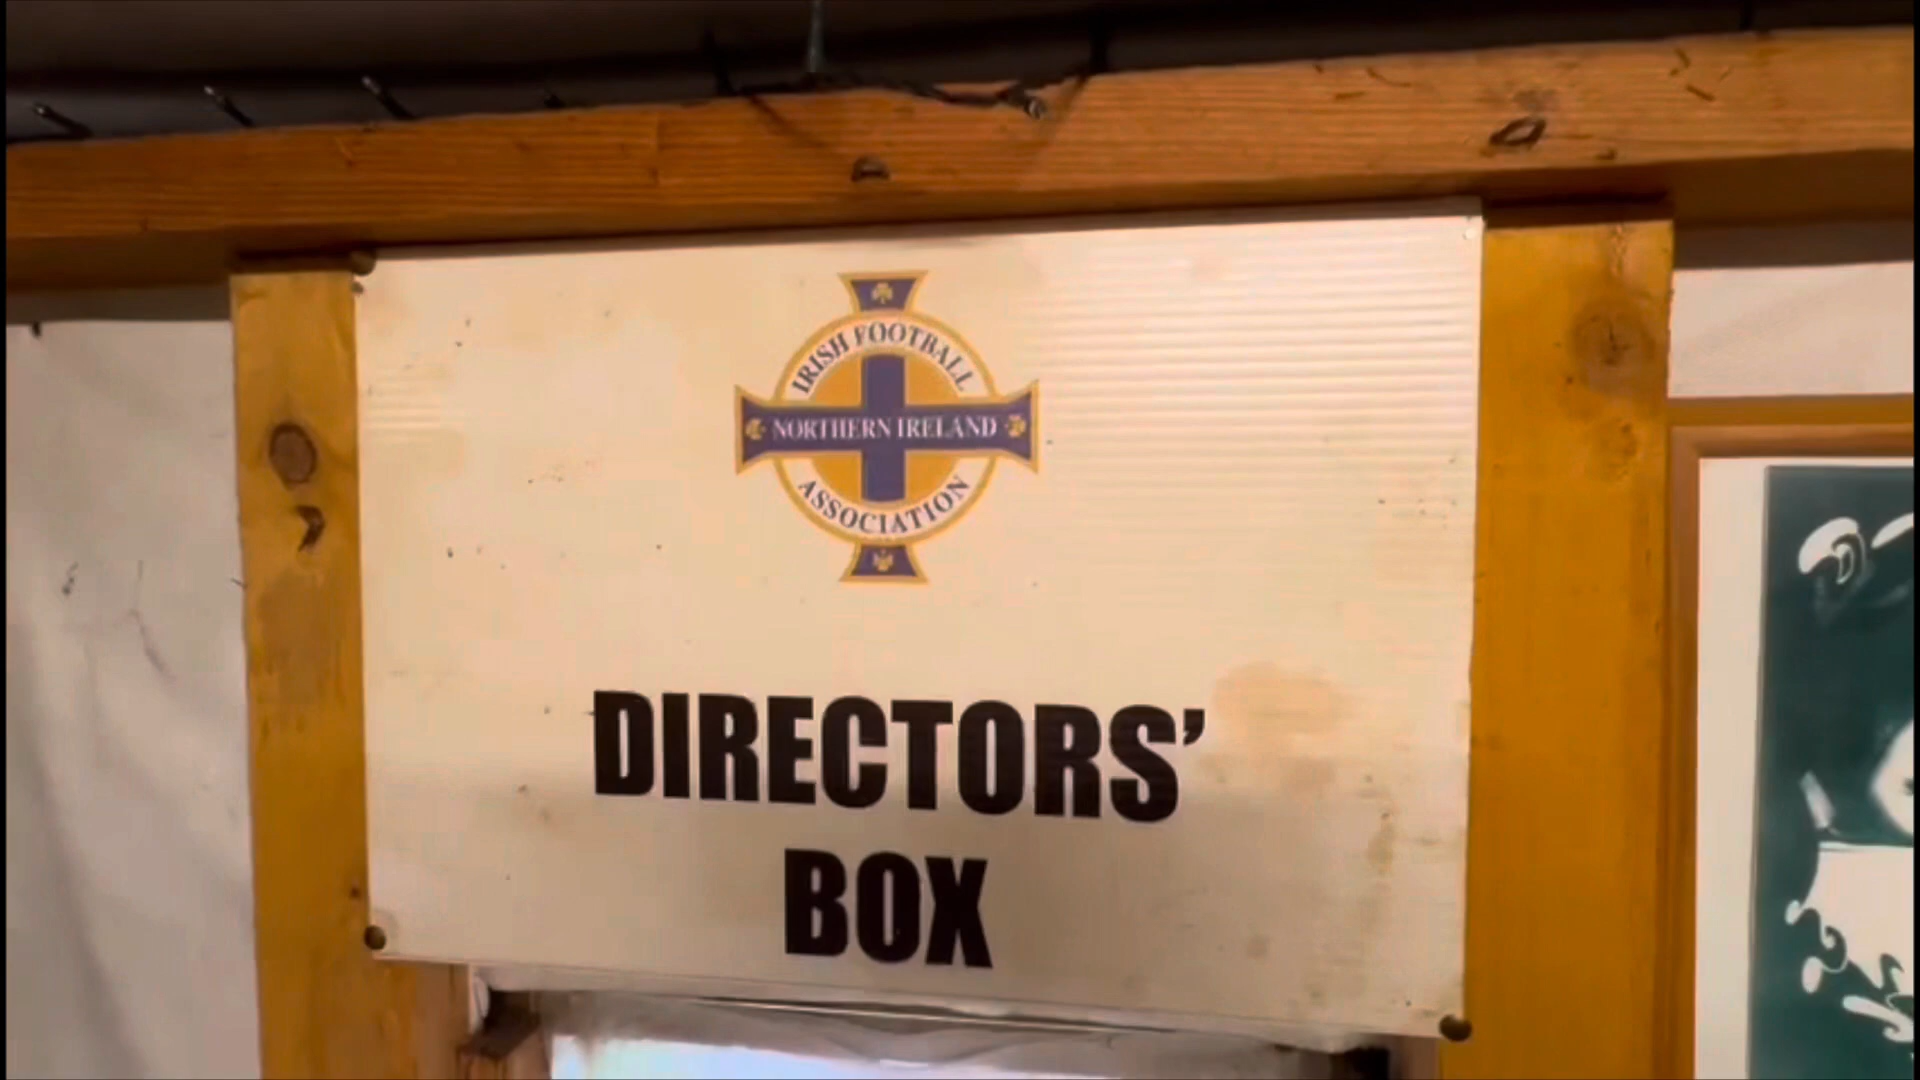 IRISH FOOTBALL
NORTHERN IRELAND
ASSOCIATION
DIRECTORS'
BOX